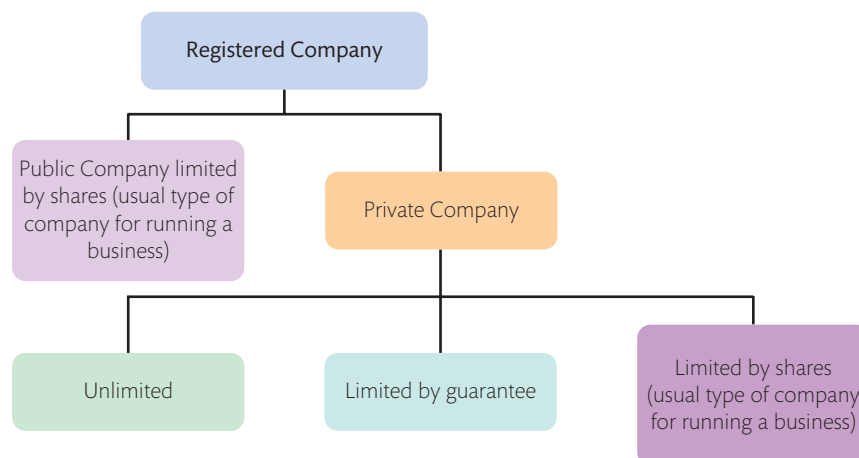 Registered Company
Public Company limited
by shares (usual type of
company for running a
business)
Private Company
Unlimited
Limited by guarantee
Limited by shares
(usual type of company
for running a business)